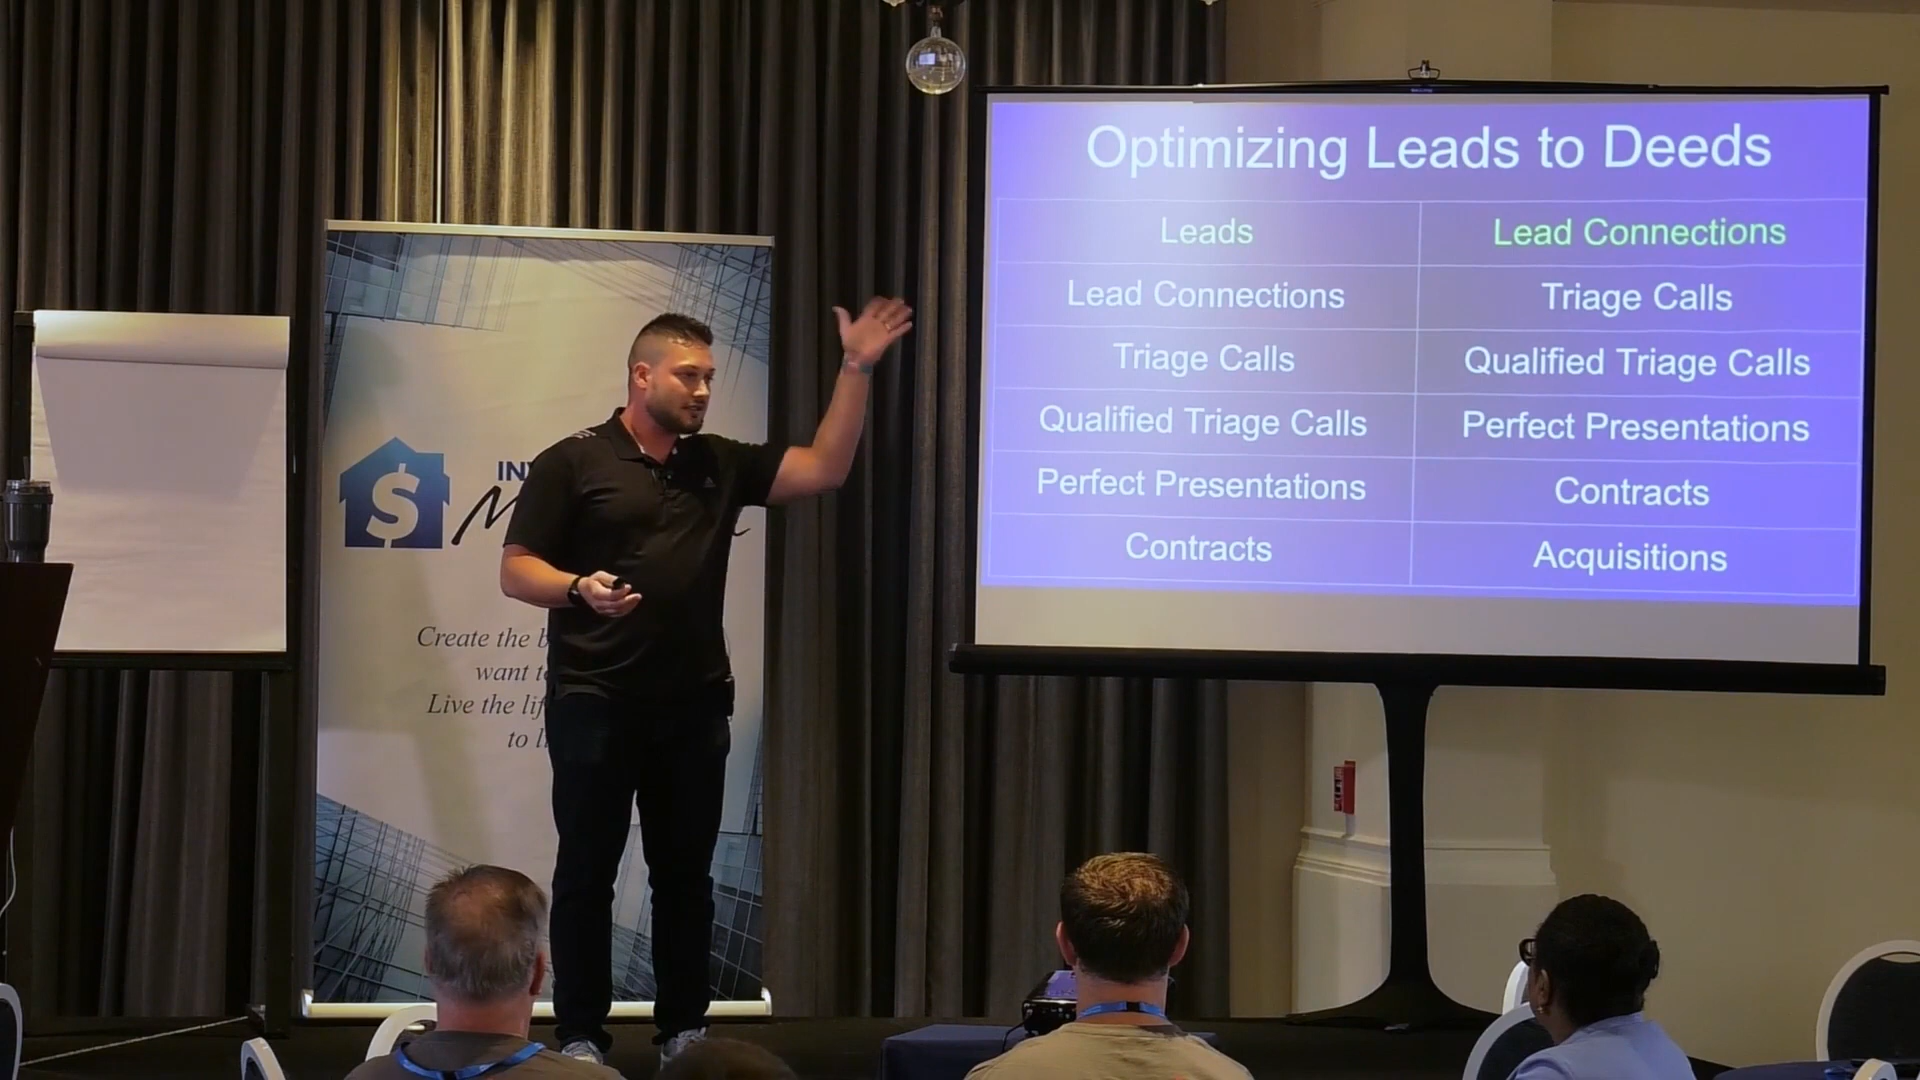 Optimizing Leads to Deeds
Leads Lead Connections
Lead Connections Triage Calls
Triage Calls Qualified Triage Calls
Qualified Triage Calls Perfect Presentations
Perfect Presentations Contracts
Contracts Acquisitions
$
Create the
want
Live the
to